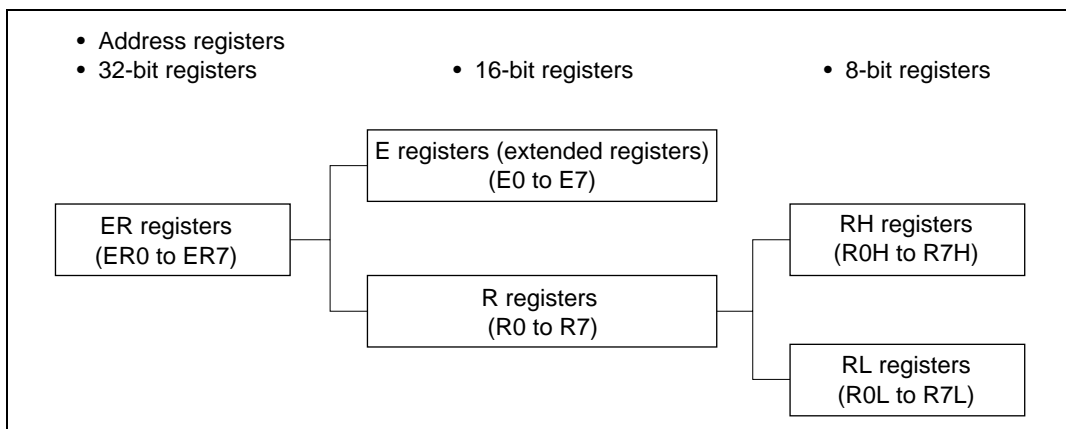 • Address registers
• 32-bit registers
• 16-bit registers
• 8-bit registers
E registers (extended registers)
(E0 to E7)
ER registers
(ER0 to ER7)
RH registers
(R0H to R7H)
R registers
(R0 to R7)
RL registers
(R0L to R7L)